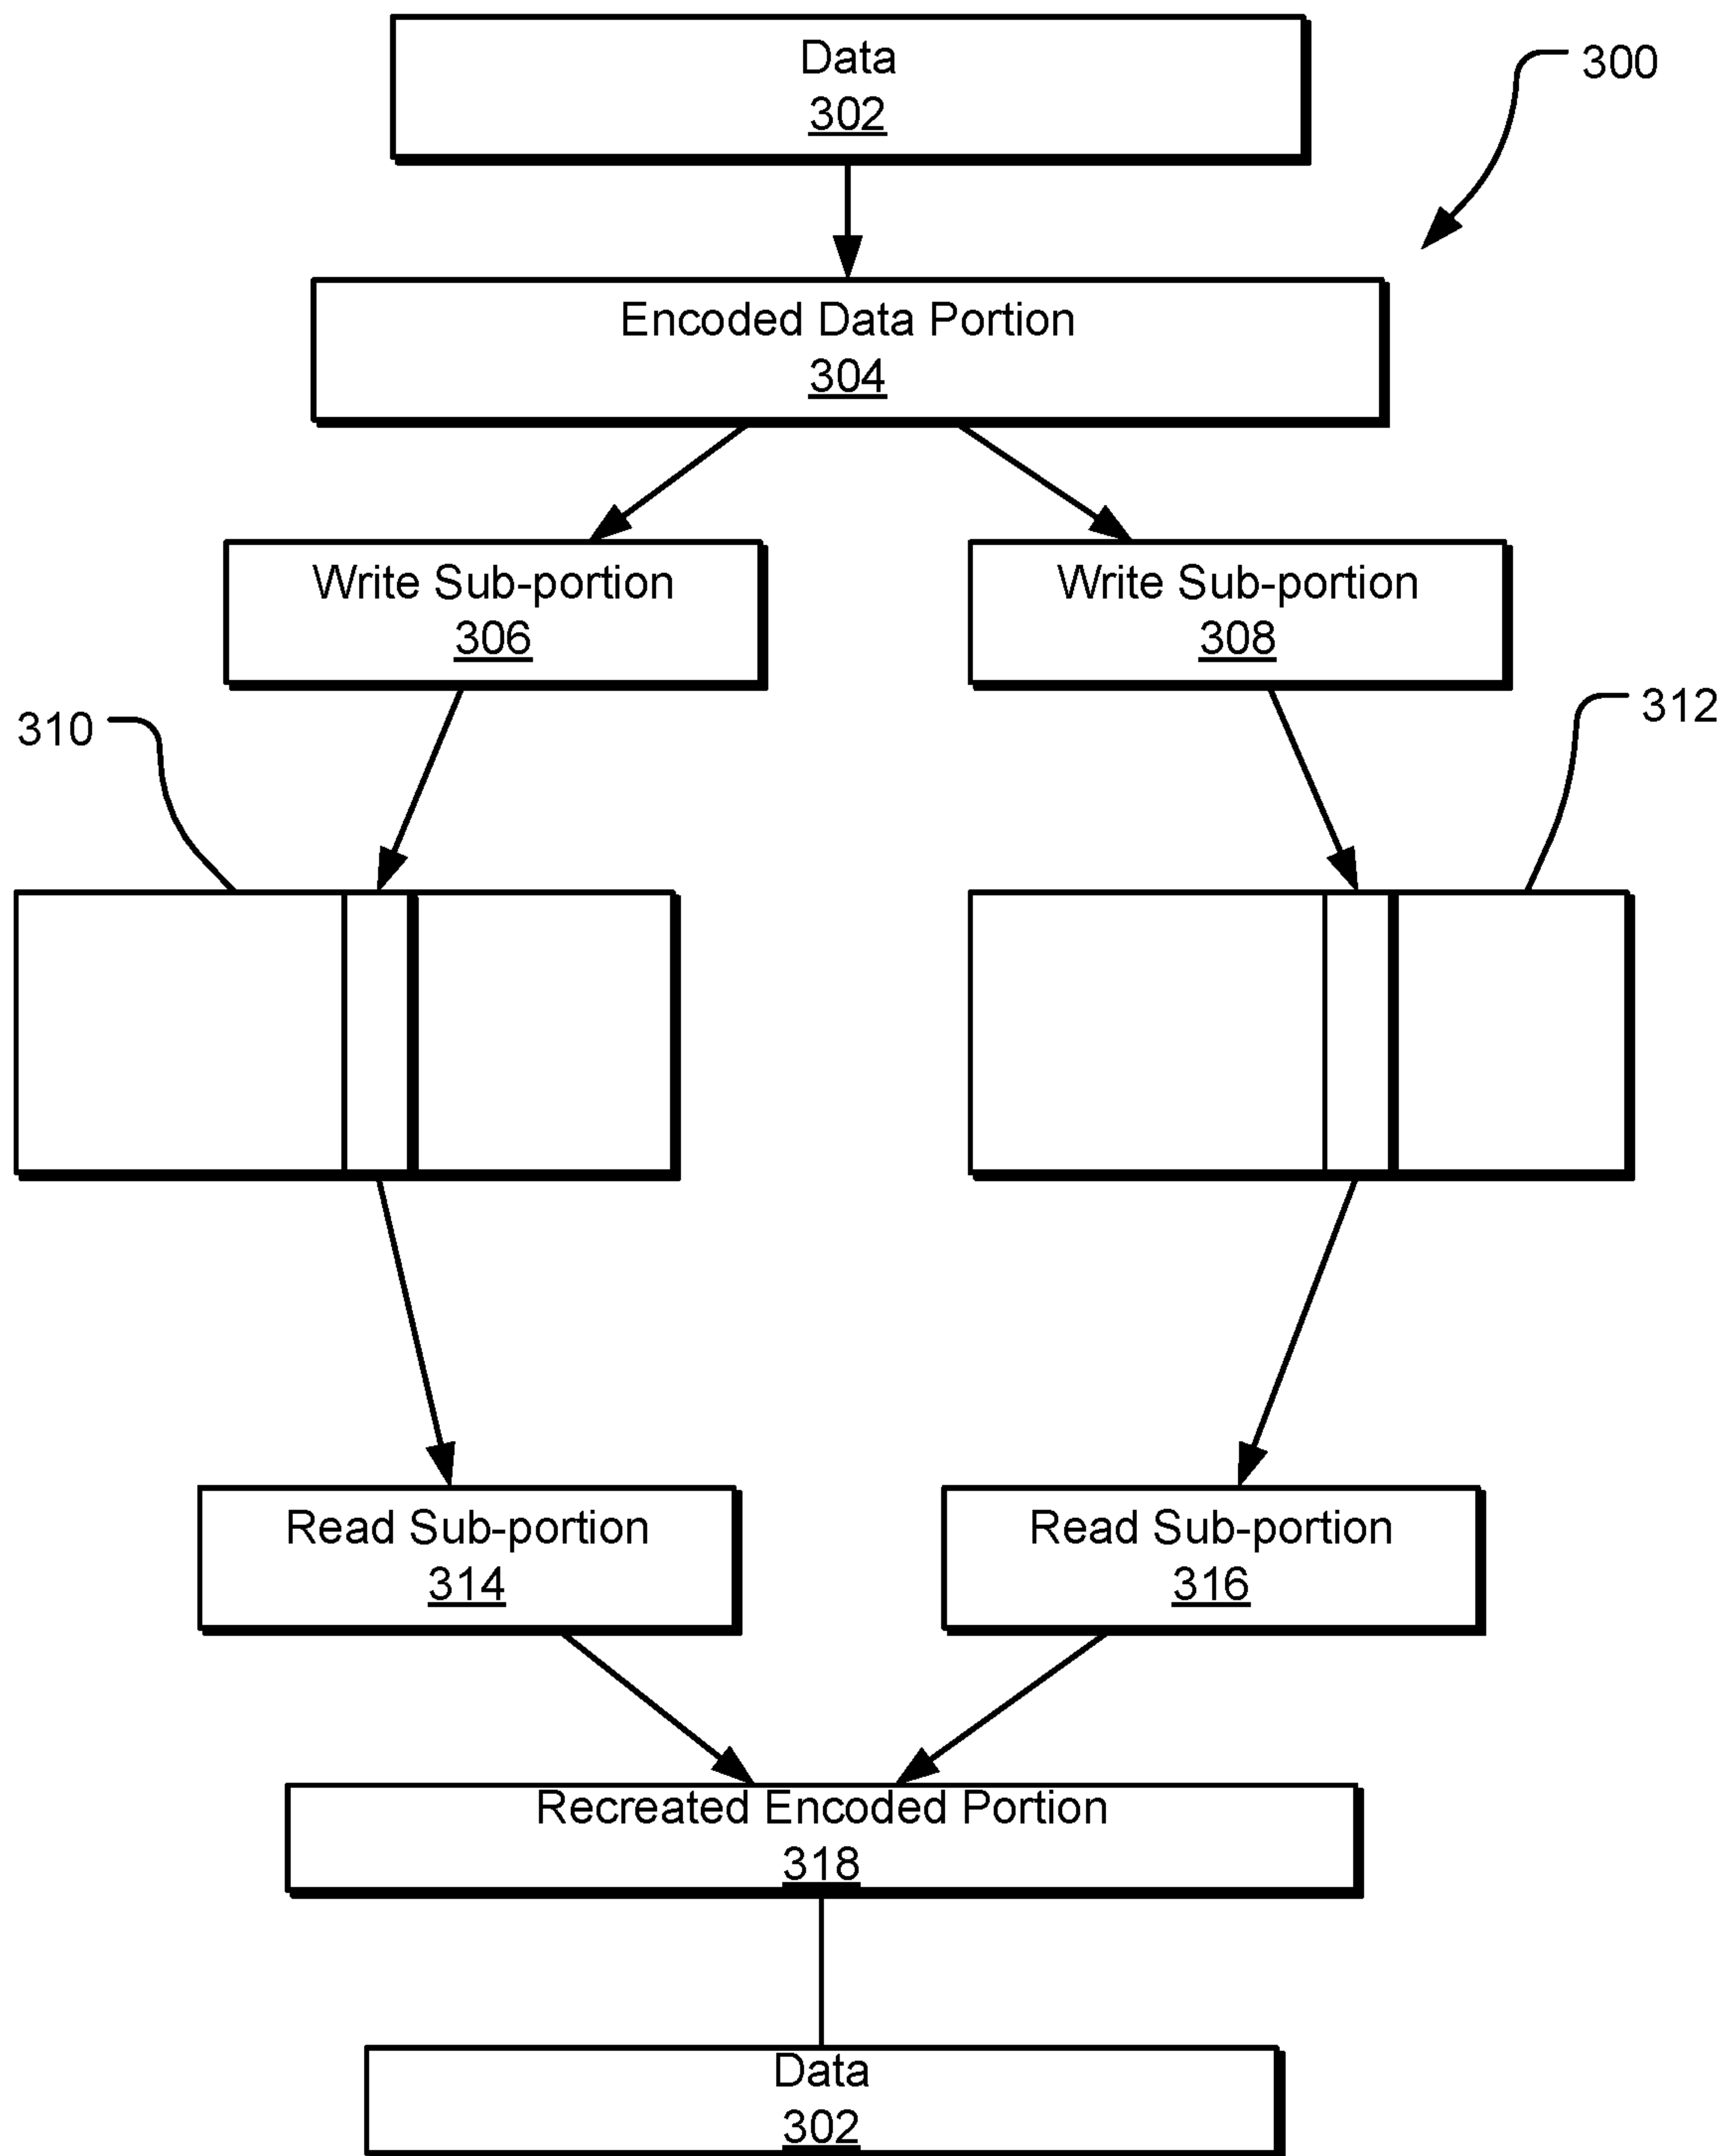 Data
302
300
Encoded Data Portion
304
Write Sub-portion
306
Write Sub-portion
308
310
312
Read Sub-portion
314
Read Sub-portion
316
Recreated Encoded Portion
318
Data
302